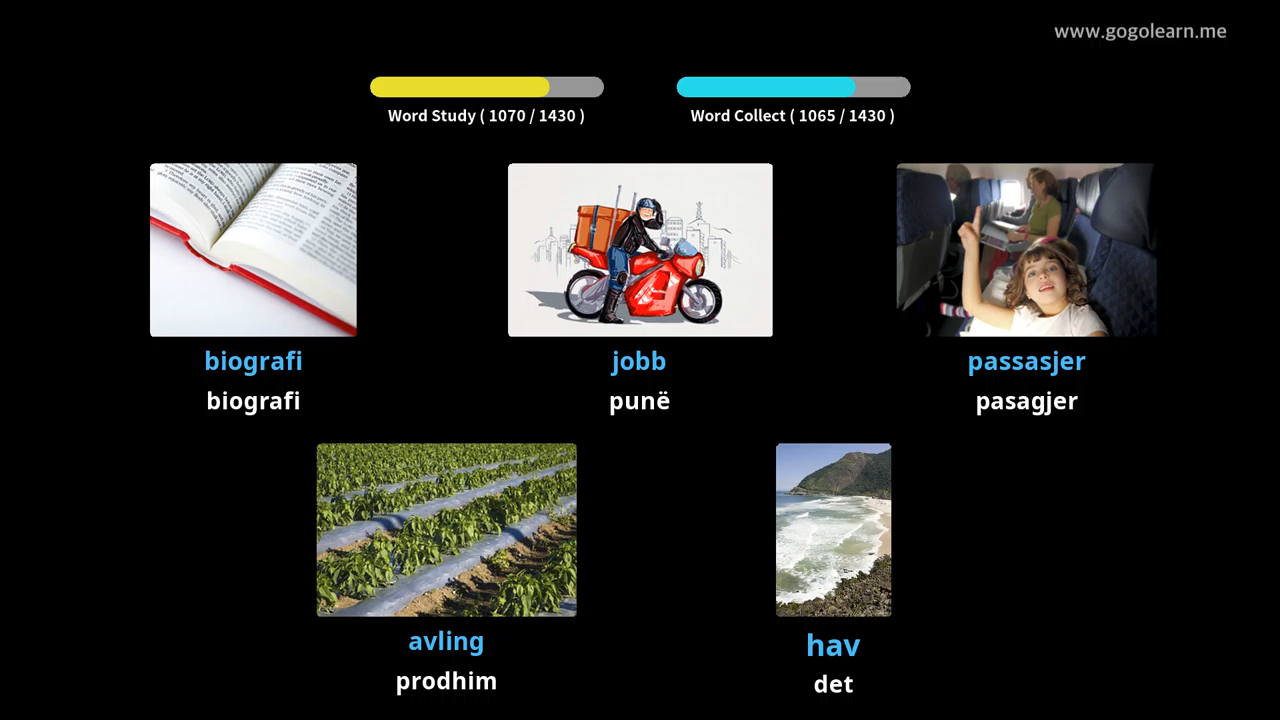 www.gogolearn.me
Word Study ( 1070 / 1430 )
Word Collect ( 1065 / 1430 )
biografi
biografi
jobb
punë
passasjer
pasagjer
avling
prodhim
hav
det